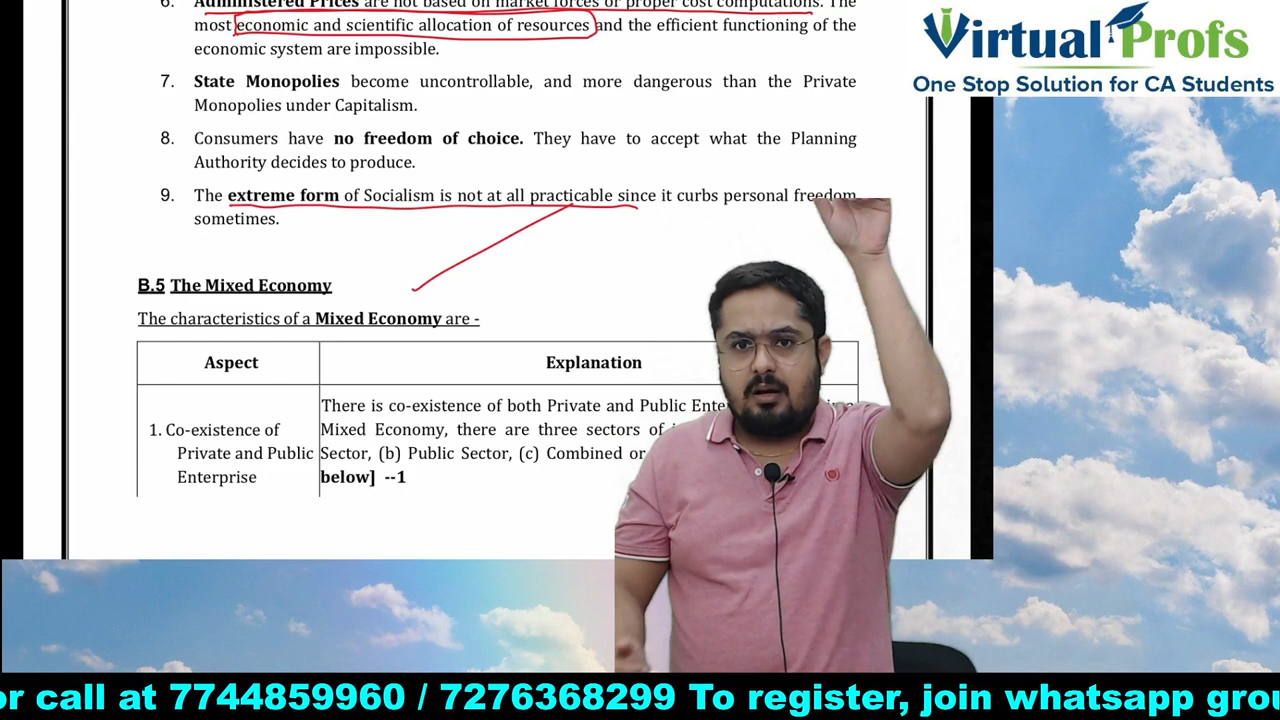 6. Administered Prices are not based on market forces or proper cost computations. The
most economic and scientific allocation of resources and the efficient functioning of the
economic system are impossible.
7. State Monopolies become uncontrollable, and more dangerous than the Private
Monopolies under Capitalism.
8. Consumers have no freedom of choice. They have to accept what the Planning
Authority decides to produce.
9. The extreme form of Socialism is not at all practicable since it curbs personal freedom
sometimes.
B.5 The Mixed Economy
The characteristics of a Mixed Economy are -
Aspect Explanation
There is co-existence of both Private and Public
1. Co-existence of
Private and Public
Enterprise
Mixed Economy, there are three sectors of
Sector, (b) Public Sector, (c) Combined or
below] --1
Virtual Profs
One Stop Solution for CA Students
or call at 7744859960 / 7276368299 To register, join whatsapp